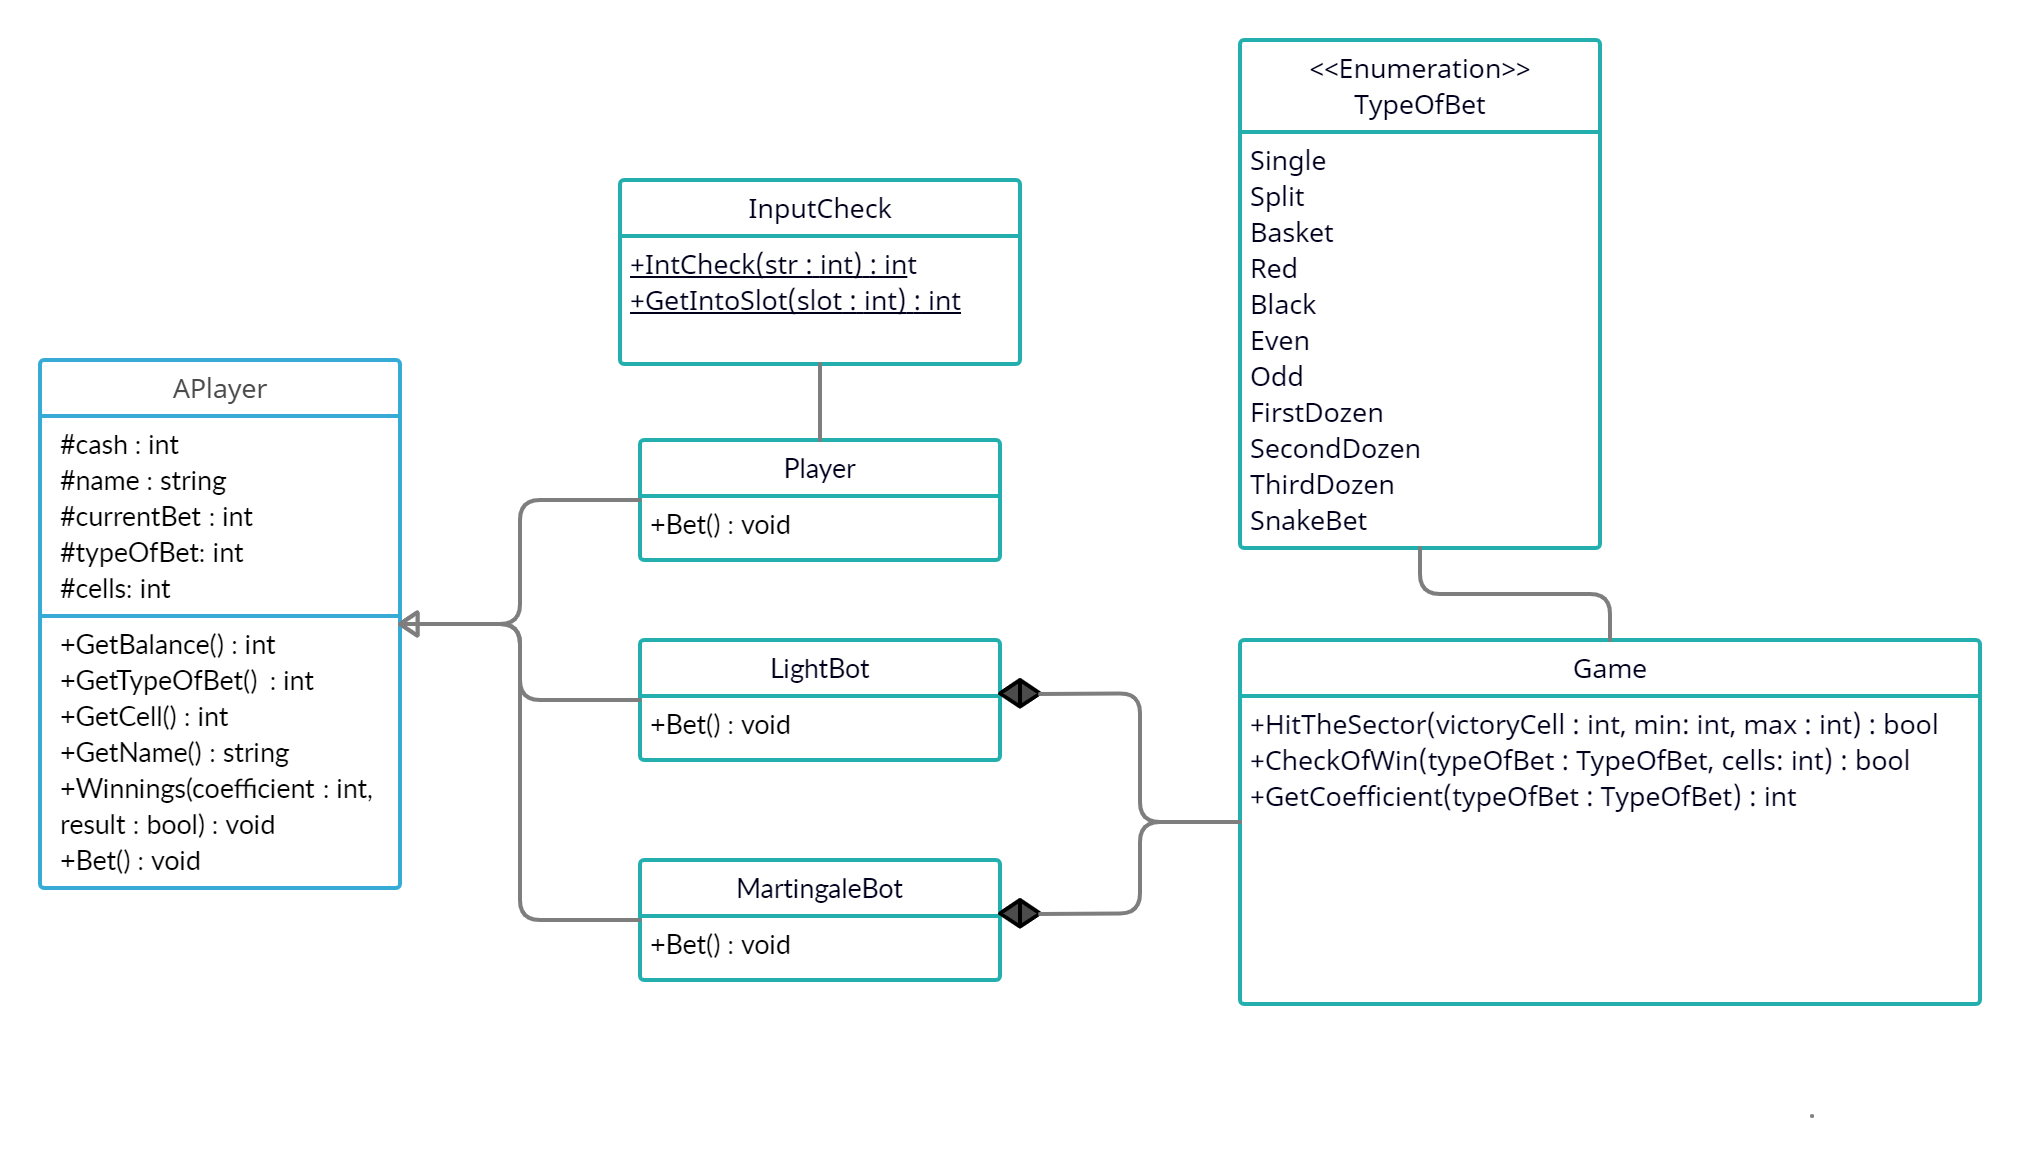 <<Enumeration>>
TypeOfBet
Single
Split
Basket
Red
Black
Even
Odd
FirstDozen
SecondDozen
ThirdDozen
SnakeBet
InputCheck
+IntCheck(str : int) : int
+GetIntoSlot(slot : int) : int
APlayer
#cash : int
#name : string
#currentBet : int
#typeOfBet: int
#cells: int
+GetBalance() : int
+GetTypeOfBet()  : int
+GetCell() : int
+GetName() : string
+Winnings(coefficient : int,
result : bool) : void
+Bet() : void
Player
+Bet() : void
LightBot
+Bet() : void
MartingaleBot
+Bet() : void
Game
+HitTheSector(victoryCell : int, min: int, max : int) : bool
+CheckOfWin(typeOfBet : TypeOfBet, cells: int) : bool
+GetCoefficient(typeOfBet : TypeOfBet) : int